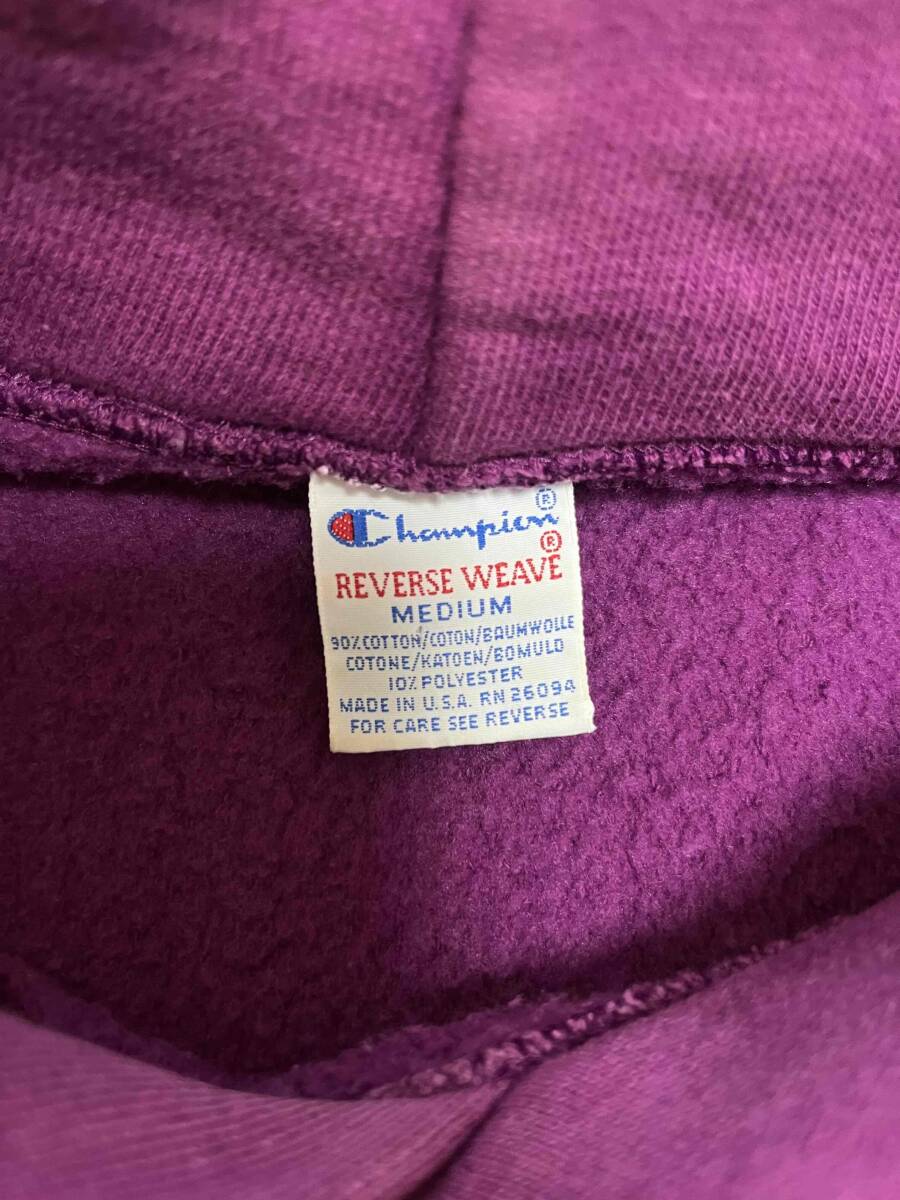 Champion®
REVERSE WEAVE®
MEDIUM
90% COTTON/COTON/BAUMWOLLE
COTONE/KATOEN/BOMULD
10% POLYESTER
MADE IN U.S.A. RN 26094
FOR CARE SEE REVERSE